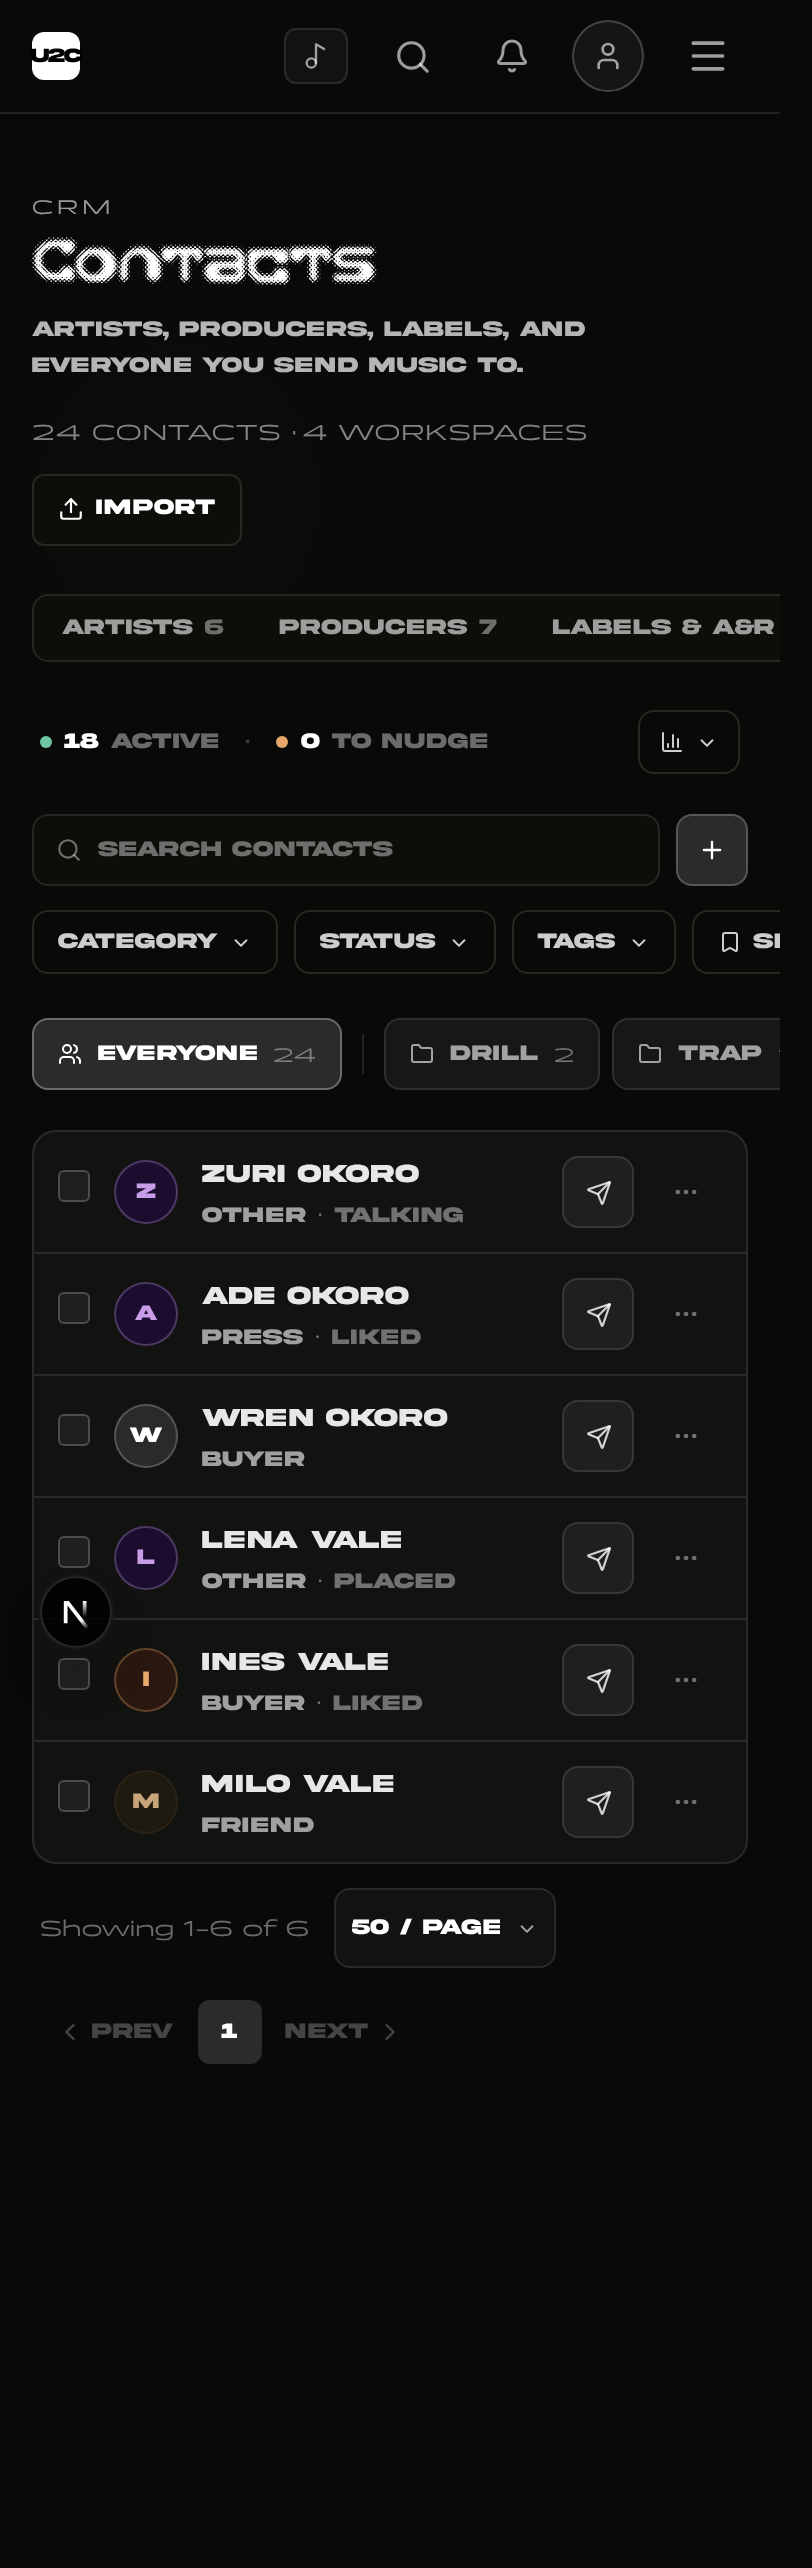 U2C
CRM
Contacts
ARTISTS, PRODUCERS, LABELS, AND
EVERYONE YOU SEND MUSIC TO.
24 CONTACTS · 4 WORKSPACES
IMPORT
ARTISTS 6 PRODUCERS 7 LABELS & A&R
18 ACTIVE · 0 TO NUDGE
SEARCH CONTACTS
CATEGORY STATUS TAGS
EVERYONE 24 DRILL 2 TRAP
Z ZURI OKORO
OTHER · TALKING
A ADE OKORO
PRESS · LIKED
W WREN OKORO
BUYER
L LENA VALE
OTHER · PLACED
N
I INES VALE
BUYER · LIKED
M MILO VALE
FRIEND
Showing 1-6 of 6 50 / PAGE
PREV 1 NEXT